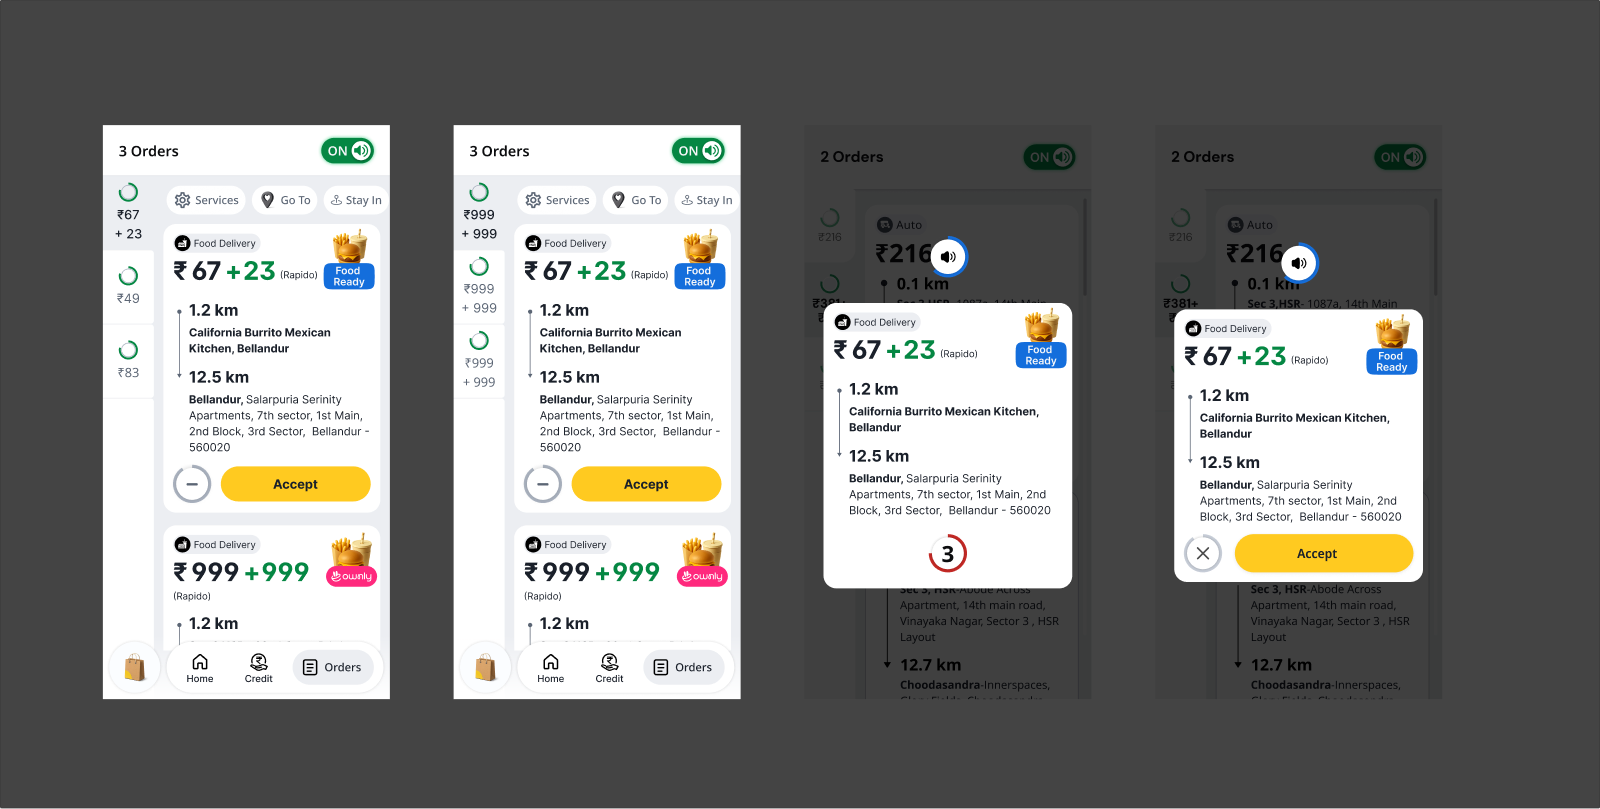 3 Orders
ON
₹67
+ 23
₹49
₹83
Services
Go To
Stay In
Food Delivery
₹ 67 +23 (Rapido)
Food
Ready
1.2 km
California Burrito Mexican
Kitchen, Bellandur
12.5 km
Bellandur, Salarpuria Serinity
Apartments, 7th sector, 1st Main,
2nd Block, 3rd Sector,  Bellandur -
560020
Accept
Food Delivery
₹ 999 +999
(Rapido)
ownly
1.2 km
Home
Credit
Orders
3 Orders
ON
₹999
+ 999
₹999
+ 999
₹999
+ 999
Services
Go To
Stay In
Food Delivery
₹ 67 +23 (Rapido)
Food
Ready
1.2 km
California Burrito Mexican
Kitchen, Bellandur
12.5 km
Bellandur, Salarpuria Serinity
Apartments, 7th sector, 1st Main,
2nd Block, 3rd Sector,  Bellandur -
560020
Accept
Food Delivery
₹ 999 +999
(Rapido)
ownly
1.2 km
Home
Credit
Orders
2 Orders
ON
₹216
Auto
₹216
0.1 km
Sec 3,HSR- 1087a, 14th Main
Food Delivery
₹ 67 +23 (Rapido)
Food
Ready
1.2 km
California Burrito Mexican Kitchen,
Bellandur
12.5 km
Bellandur, Salarpuria Serinity
Apartments, 7th sector, 1st Main, 2nd
Block, 3rd Sector,  Bellandur - 560020
3
Sec 3, HSR-Abode Across
Apartment, 14th main road,
Vinayaka Nagar, Sector 3 , HSR
Layout
12.7 km
Choodasandra-Innerspaces,
2 Orders
ON
₹216
₹381+
Auto
₹216
0.1 km
Sec 3,HSR- 1087a, 14th Main
Food Delivery
₹ 67 +23 (Rapido)
Food
Ready
1.2 km
California Burrito Mexican Kitchen,
Bellandur
12.5 km
Bellandur, Salarpuria Serinity
Apartments, 7th sector, 1st Main, 2nd
Block, 3rd Sector,  Bellandur - 560020
Accept
Sec 3, HSR-Abode Across
Apartment, 14th main road,
Vinayaka Nagar, Sector 3 , HSR
Layout
12.7 km
Choodasandra-Innerspaces,